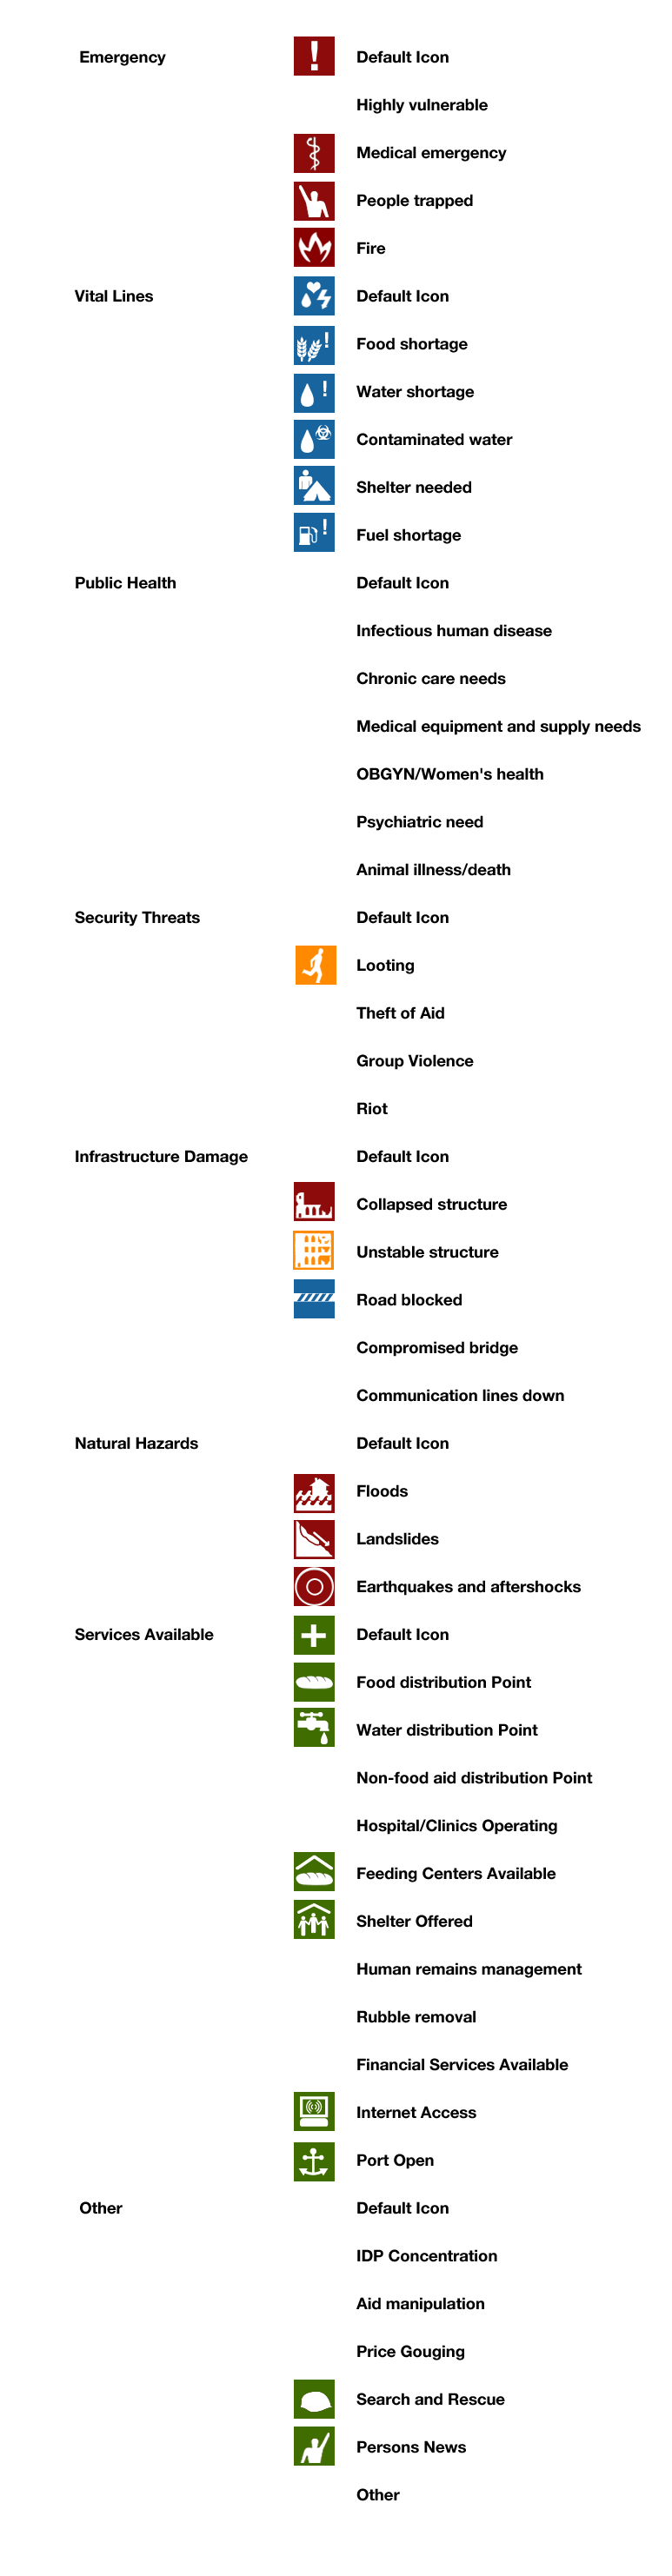 Emergency Default Icon
Highly vulnerable
Medical emergency
People trapped
Fire
Vital Lines Default Icon
Food shortage
Water shortage
Contaminated water
Shelter needed
Fuel shortage
Public Health Default Icon
Infectious human disease
Chronic care needs
Medical equipment and supply needs
OBGYN/Women's health
Psychiatric need
Animal illness/death
Security Threats Default Icon
Looting
Theft of Aid
Group Violence
Riot
Infrastructure Damage Default Icon
Collapsed structure
Unstable structure
Road blocked
Compromised bridge
Communication lines down
Natural Hazards Default Icon
Floods
Landslides
Earthquakes and aftershocks
Services Available Default Icon
Food distribution Point
Water distribution Point
Non-food aid distribution Point
Hospital/Clinics Operating
Feeding Centers Available
Shelter Offered
Human remains management
Rubble removal
Financial Services Available
Internet Access
Port Open
Other Default Icon
IDP Concentration
Aid manipulation
Price Gouging
Search and Rescue
Persons News
Other